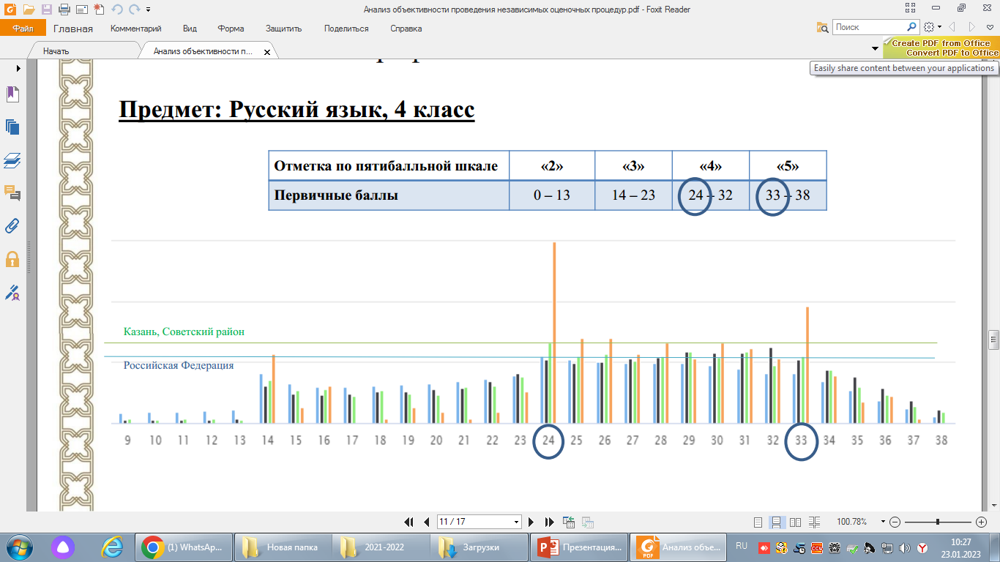 Анализ объективности проведения независимых оценочных процедур.pdf - Foxit Reader
Файл Главная Комментарий Вид Форма Защитить Поделиться Справка Поиск
Начать Анализ объективности п... x
Create PDF from Office
Convert PDF to Office
Easily share content between your applications
Предмет: Русский язык, 4 класс
Отметка по пятибалльной шкале «2» «3» «4» «5»
Первичные баллы 0 – 13 14 – 23 24 – 32 33 – 38
Казань, Советский район
Российская Федерация
9 10 11 12 13 14 15 16 17 18 19 20 21 22 23 24 25 26 27 28 29 30 31 32 33 34 35 36 37 38
11 / 17 100.78%
(1) WhatsAp... Новая папка 2021-2022 Загрузки Презентация... Анализ объе... RU 10:27
23.01.2023